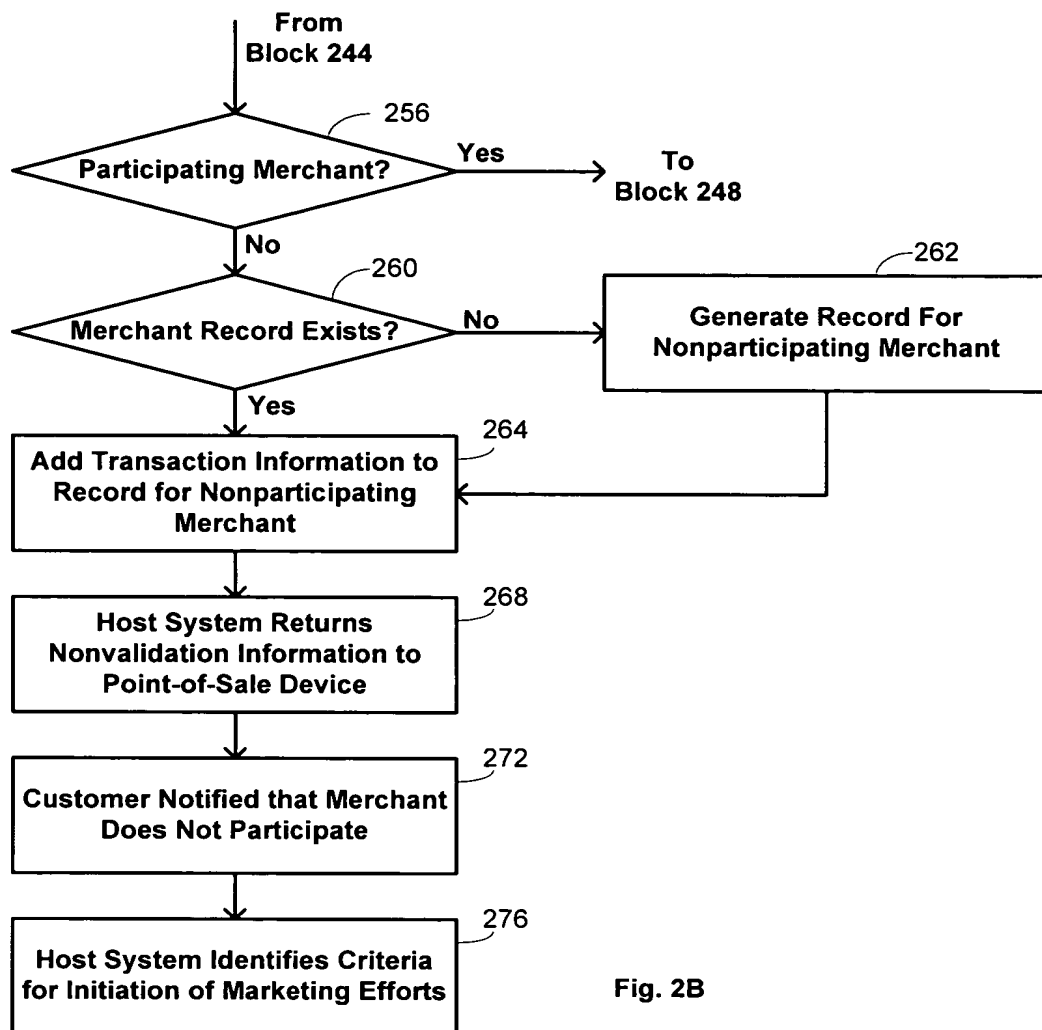 From
Block 244
256
Participating Merchant?
Yes
To
Block 248
No
260
Merchant Record Exists?
No
262
Generate Record For
Nonparticipating Merchant
Yes
264
Add Transaction Information to
Record for Nonparticipating
Merchant
268
Host System Returns
Nonvalidation Information to
Point-of-Sale Device
272
Customer Notified that Merchant
Does Not Participate
276
Host System Identifies Criteria
for Initiation of Marketing Efforts
Fig. 2B